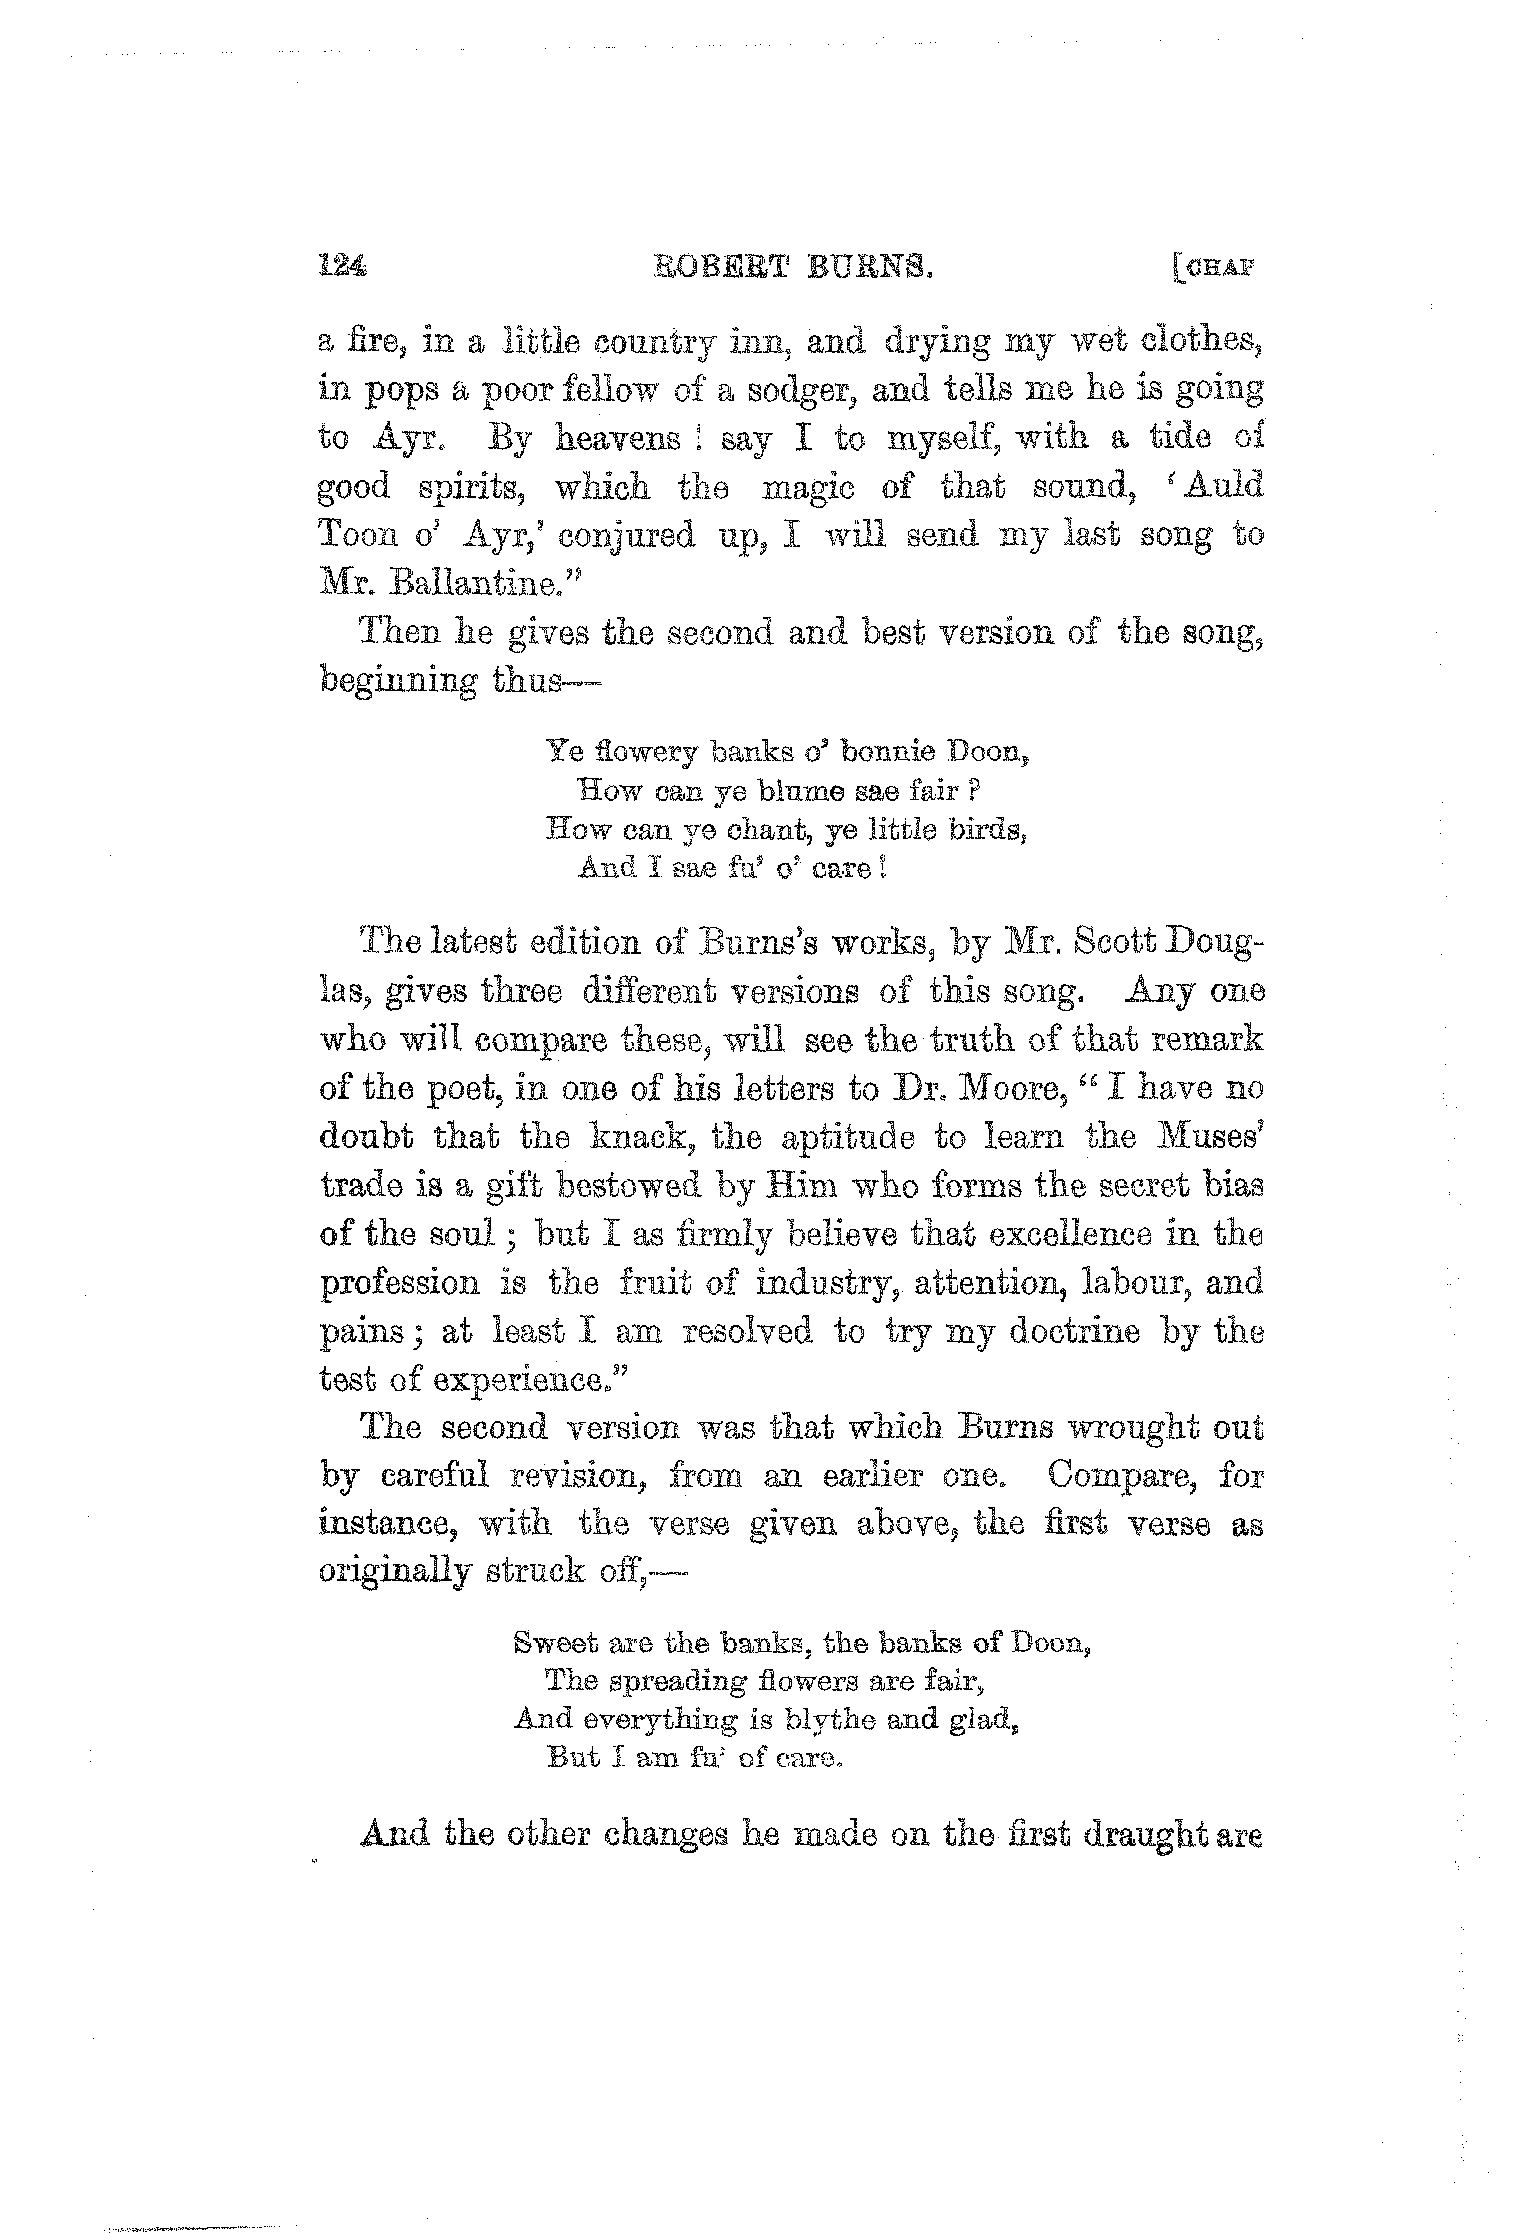 124 ROBERT BURNS. [CHAP
a fire, in a little country inn, and drying my wet clothes,
in pops a poor fellow of a sodger, and tells me he is going
to Ayr. By heavens! say I to myself, with a tide of
good spirits, which the magic of that sound, ‘Auld
Toon o’ Ayr,’ conjured up, I will send my last song to
Mr. Ballantine.”
Then he gives the second and best version of the song,
beginning thus—
Ye flowery banks o’ bonnie Doon,
How can ye blume sae fair?
How can ye chant, ye little birds,
And I sae fu’ o’ care!
The latest edition of Burns’s works, by Mr. Scott Doug-
las, gives three different versions of this song. Any one
who will compare these, will see the truth of that remark
of the poet, in one of his letters to Dr. Moore, “I have no
doubt that the knack, the aptitude to learn the Muses’
trade is a gift bestowed by Him who forms the secret bias
of the soul; but I as firmly believe that excellence in the
profession is the fruit of industry, attention, labour, and
pains; at least I am resolved to try my doctrine by the
test of experience.”
The second version was that which Burns wrought out
by careful revision, from an earlier one. Compare, for
instance, with the verse given above, the first verse as
originally struck off,—
Sweet are the banks, the banks of Doon,
The spreading flowers are fair,
And everything is blythe and glad,
But I am fu’ of care.
And the other changes he made on the first draught are